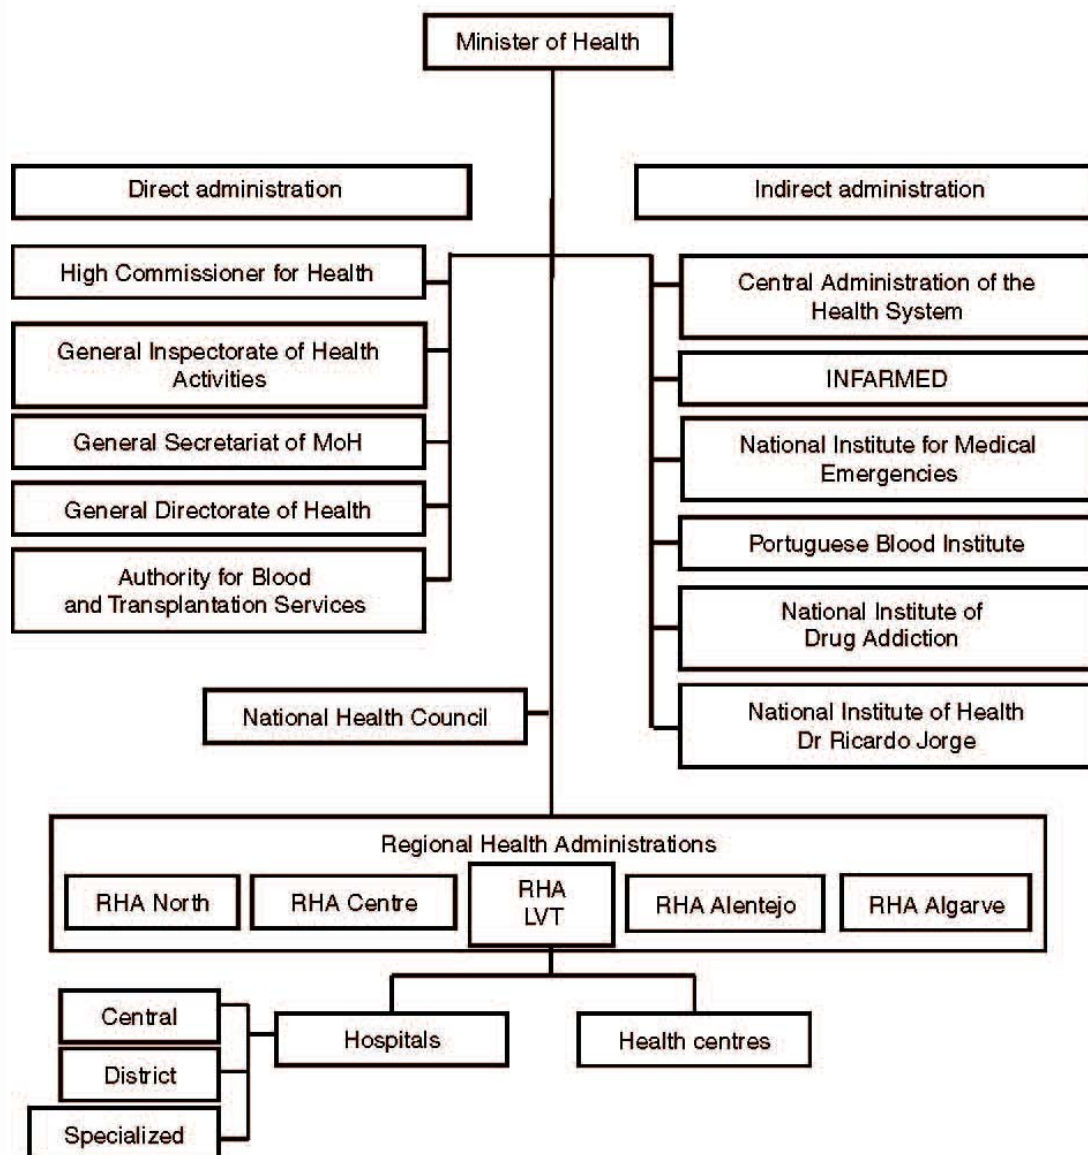 Minister of Health
Direct administration
Indirect administration
High Commissioner for Health
General Inspectorate of Health
Activities
General Secretariat of MoH
General Directorate of Health
Authority for Blood
and Transplantation Services
Central Administration of the
Health System
INFARMED
National Institute for Medical
Emergencies
Portuguese Blood Institute
National Institute of
Drug Addiction
National Institute of Health
Dr Ricardo Jorge
National Health Council
Regional Health Administrations
RHA North
RHA Centre
RHA
LVT
RHA Alentejo
RHA Algarve
Hospitals
Health centres
Central
District
Specialized